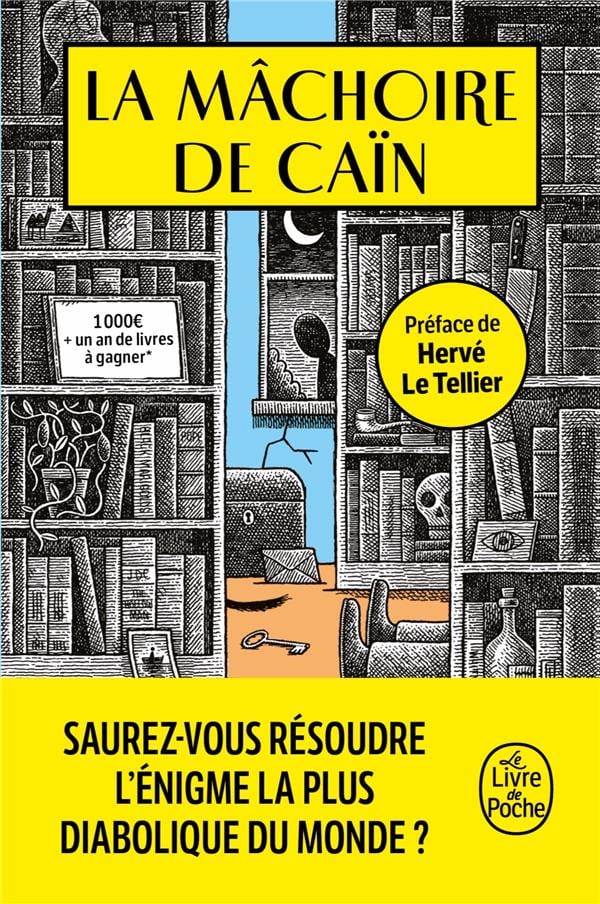 LA MÂCHOIRE
DE CAÏN
1000€
+ un an de livres
à gagner*
Préface de
Hervé
Le Tellier
SAUREZ-VOUS RÉSOUDRE
L'ÉNIGME LA PLUS
DIABOLIQUE DU MONDE ?
Le
Livre
de
Poche